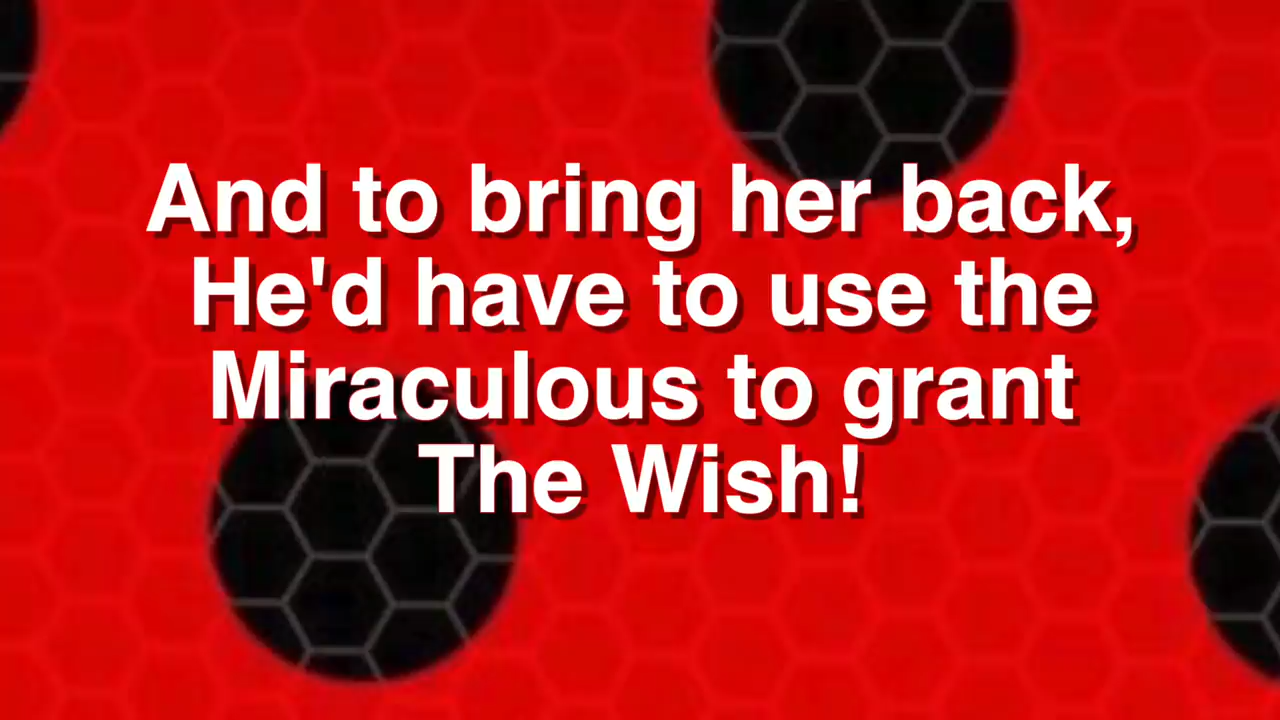 And to bring her back,
He'd have to use the
Miraculous to grant
The Wish!